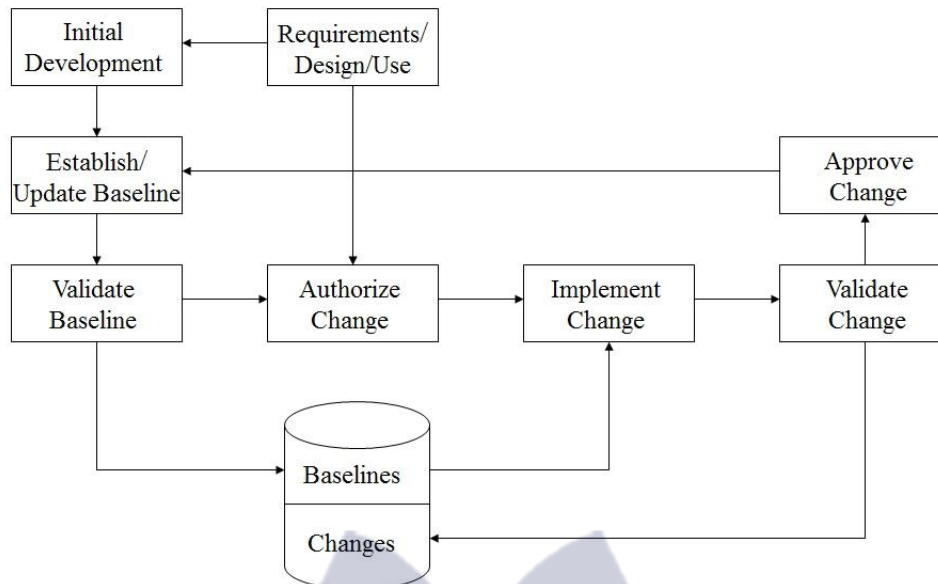 Initial
Development
Requirements/
Design/Use
Establish/
Update Baseline
Approve
Change
Validate
Baseline
Authorize
Change
Implement
Change
Validate
Change
Baselines
Changes